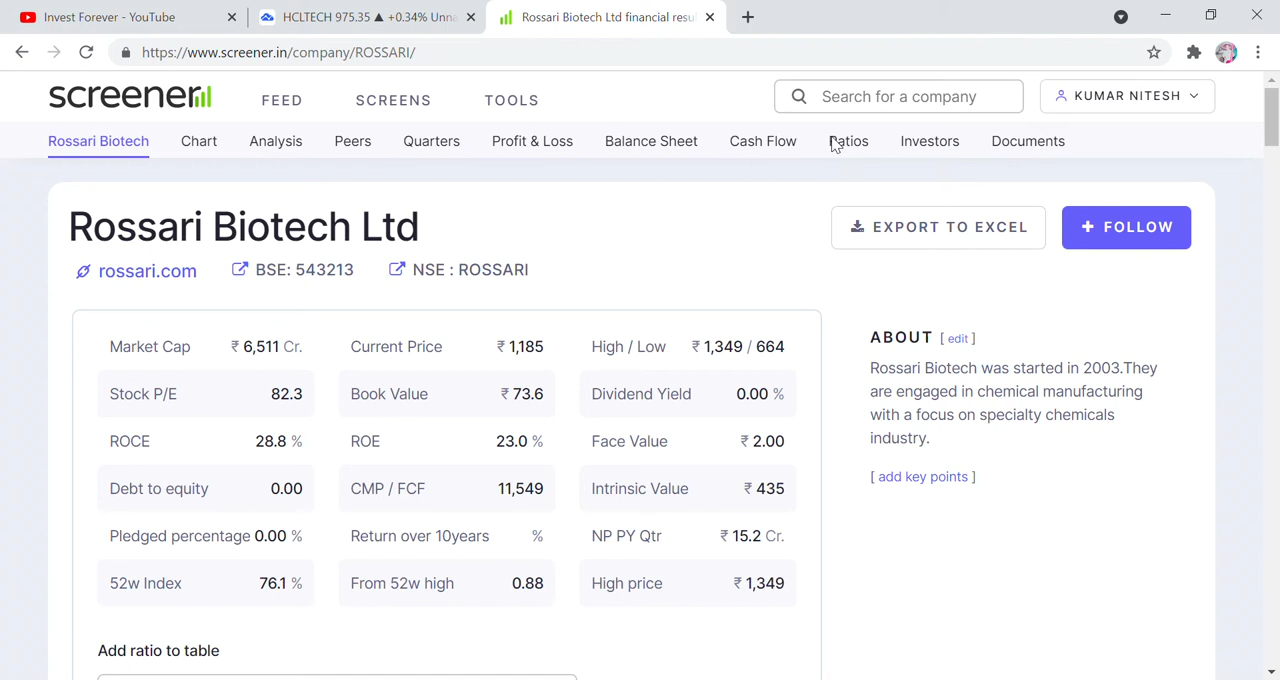 Invest Forever - YouTube
HCLTECH 975.35 ▲ +0.34% Unna
Rossari Biotech Ltd financial resu
https://www.screener.in/company/ROSSARI/
screener
FEED
SCREENS
TOOLS
Search for a company
KUMAR NITESH
Rossari Biotech
Chart
Analysis
Peers
Quarters
Profit & Loss
Balance Sheet
Cash Flow
Ratios
Investors
Documents
Rossari Biotech Ltd
EXPORT TO EXCEL
+ FOLLOW
rossari.com
BSE: 543213
NSE : ROSSARI
Market Cap ₹ 6,511 Cr.
Current Price ₹ 1,185
High / Low ₹ 1,349 / 664
Stock P/E 82.3
Book Value ₹ 73.6
Dividend Yield 0.00 %
ROCE 28.8 %
ROE 23.0 %
Face Value ₹ 2.00
Debt to equity 0.00
CMP / FCF 11,549
Intrinsic Value ₹ 435
Pledged percentage 0.00 %
Return over 10years %
NP PY Qtr ₹ 15.2 Cr.
52w Index 76.1 %
From 52w high 0.88
High price ₹ 1,349
Add ratio to table
ABOUT [ edit ]
Rossari Biotech was started in 2003.They
are engaged in chemical manufacturing
with a focus on specialty chemicals
industry.
[ add key points ]